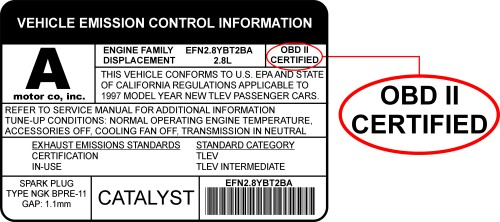 VEHICLE EMISSION CONTROL INFORMATION
A
motor co, inc.
ENGINE FAMILY EFN2.8YBT2BA
DISPLACEMENT 2.8L
OBD II
CERTIFIED
THIS VEHICLE CONFORMS TO U.S. EPA AND STATE
OF CALIFORNIA REGULATIONS APPLICABLE TO
1997 MODEL YEAR NEW TLEV PASSENGER CARS.
REFER TO SERVICE MANUAL FOR ADDITIONAL INFORMATION
TUNE-UP CONDITIONS: NORMAL OPERATING ENGINE TEMPERATURE,
ACCESSORIES OFF, COOLING FAN OFF, TRANSMISSION IN NEUTRAL
EXHAUST EMISSIONS STANDARDS STANDARD CATEGORY
CERTIFICATION TLEV
IN-USE TLEV INTERMEDIATE
SPARK PLUG
TYPE NGK BPRE-11
GAP: 1.1mm
CATALYST
EFN2.8YBT2BA
OBD II
CERTIFIED